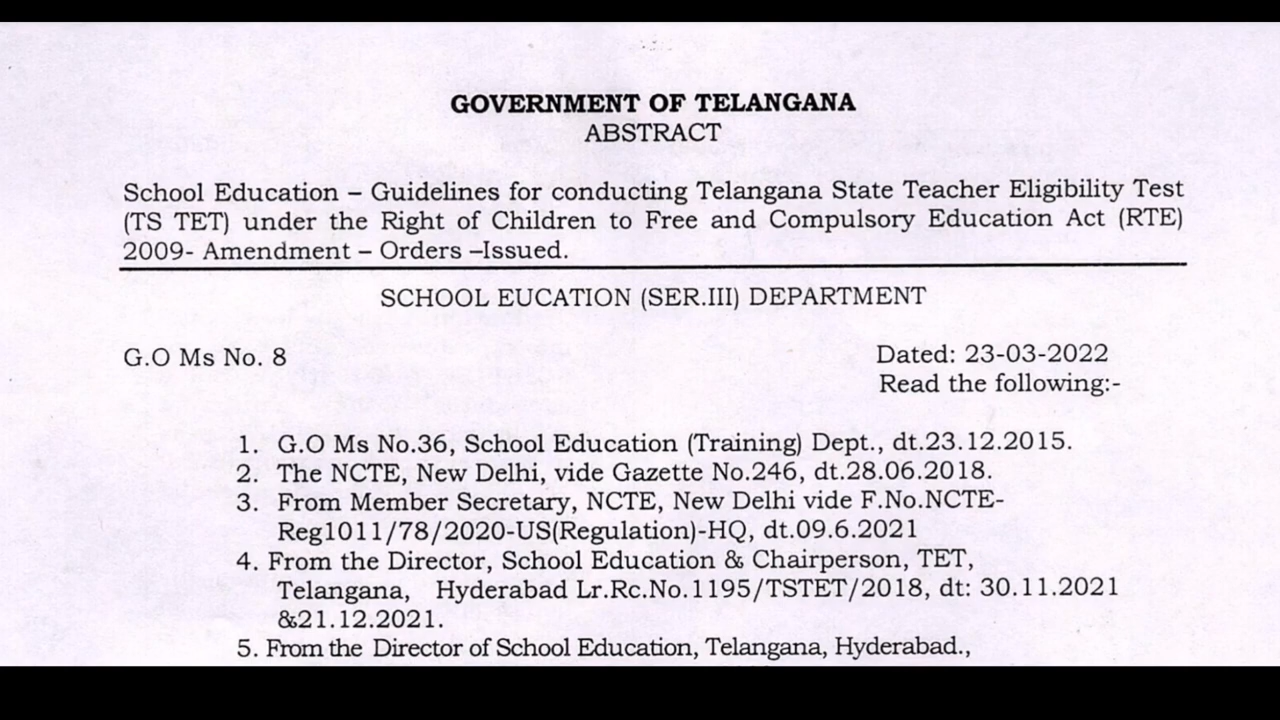 GOVERNMENT OF TELANGANA
ABSTRACT
School Education – Guidelines for conducting Telangana State Teacher Eligibility Test
(TS TET) under the Right of Children to Free and Compulsory Education Act (RTE)
2009- Amendment – Orders –Issued.
SCHOOL EUCATION (SER.III) DEPARTMENT
G.O Ms No. 8
Dated: 23-03-2022
Read the following:-
1. G.O Ms No.36, School Education (Training) Dept., dt.23.12.2015.
2. The NCTE, New Delhi, vide Gazette No.246, dt.28.06.2018.
3. From Member Secretary, NCTE, New Delhi vide F.No.NCTE-
Reg1011/78/2020-US(Regulation)-HQ, dt.09.6.2021
4. From the Director, School Education & Chairperson, TET,
Telangana, Hyderabad Lr.Rc.No.1195/TSTET/2018, dt: 30.11.2021
&21.12.2021.
5. From the Director of School Education, Telangana, Hyderabad.,